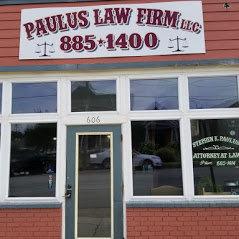 PAULUS LAW FIRM LLC.
885•1400
606
STEPHEN K. PAULUS
ATTORNEY AT LAW